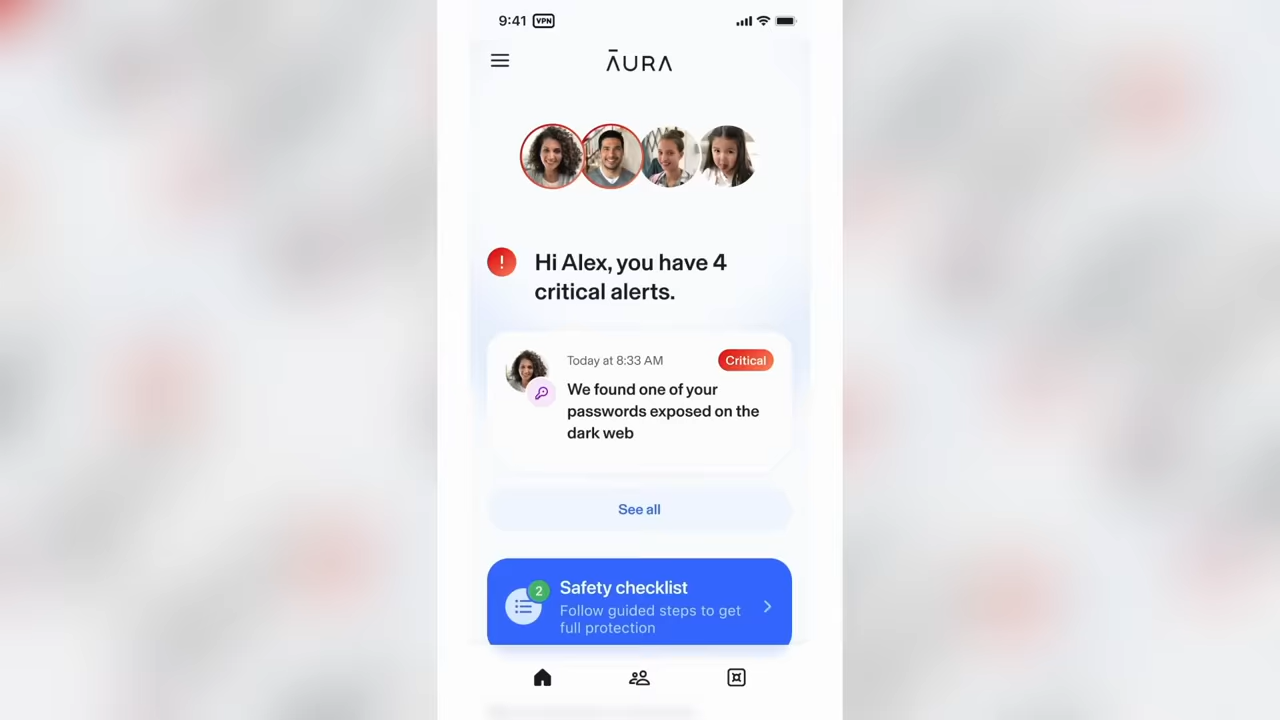 9:41 VPN
ĀURA
Hi Alex, you have 4
critical alerts.
Today at 8:33 AM
Critical
We found one of your
passwords exposed on the
dark web
See all
2
Safety checklist
Follow guided steps to get
full protection